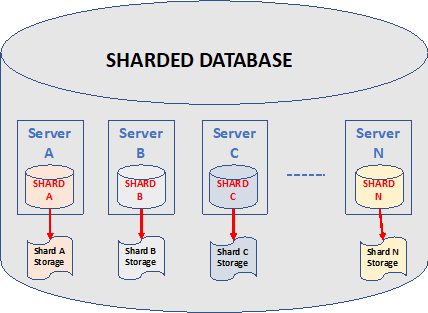 SHARDED DATABASE
Server
A
Server
B
Server
C
Server
N
SHARD
A
SHARD
B
SHARD
C
SHARD
N
Shard A
Storage
Shard B
Storage
Shard C
Storage
Shard N
Storage